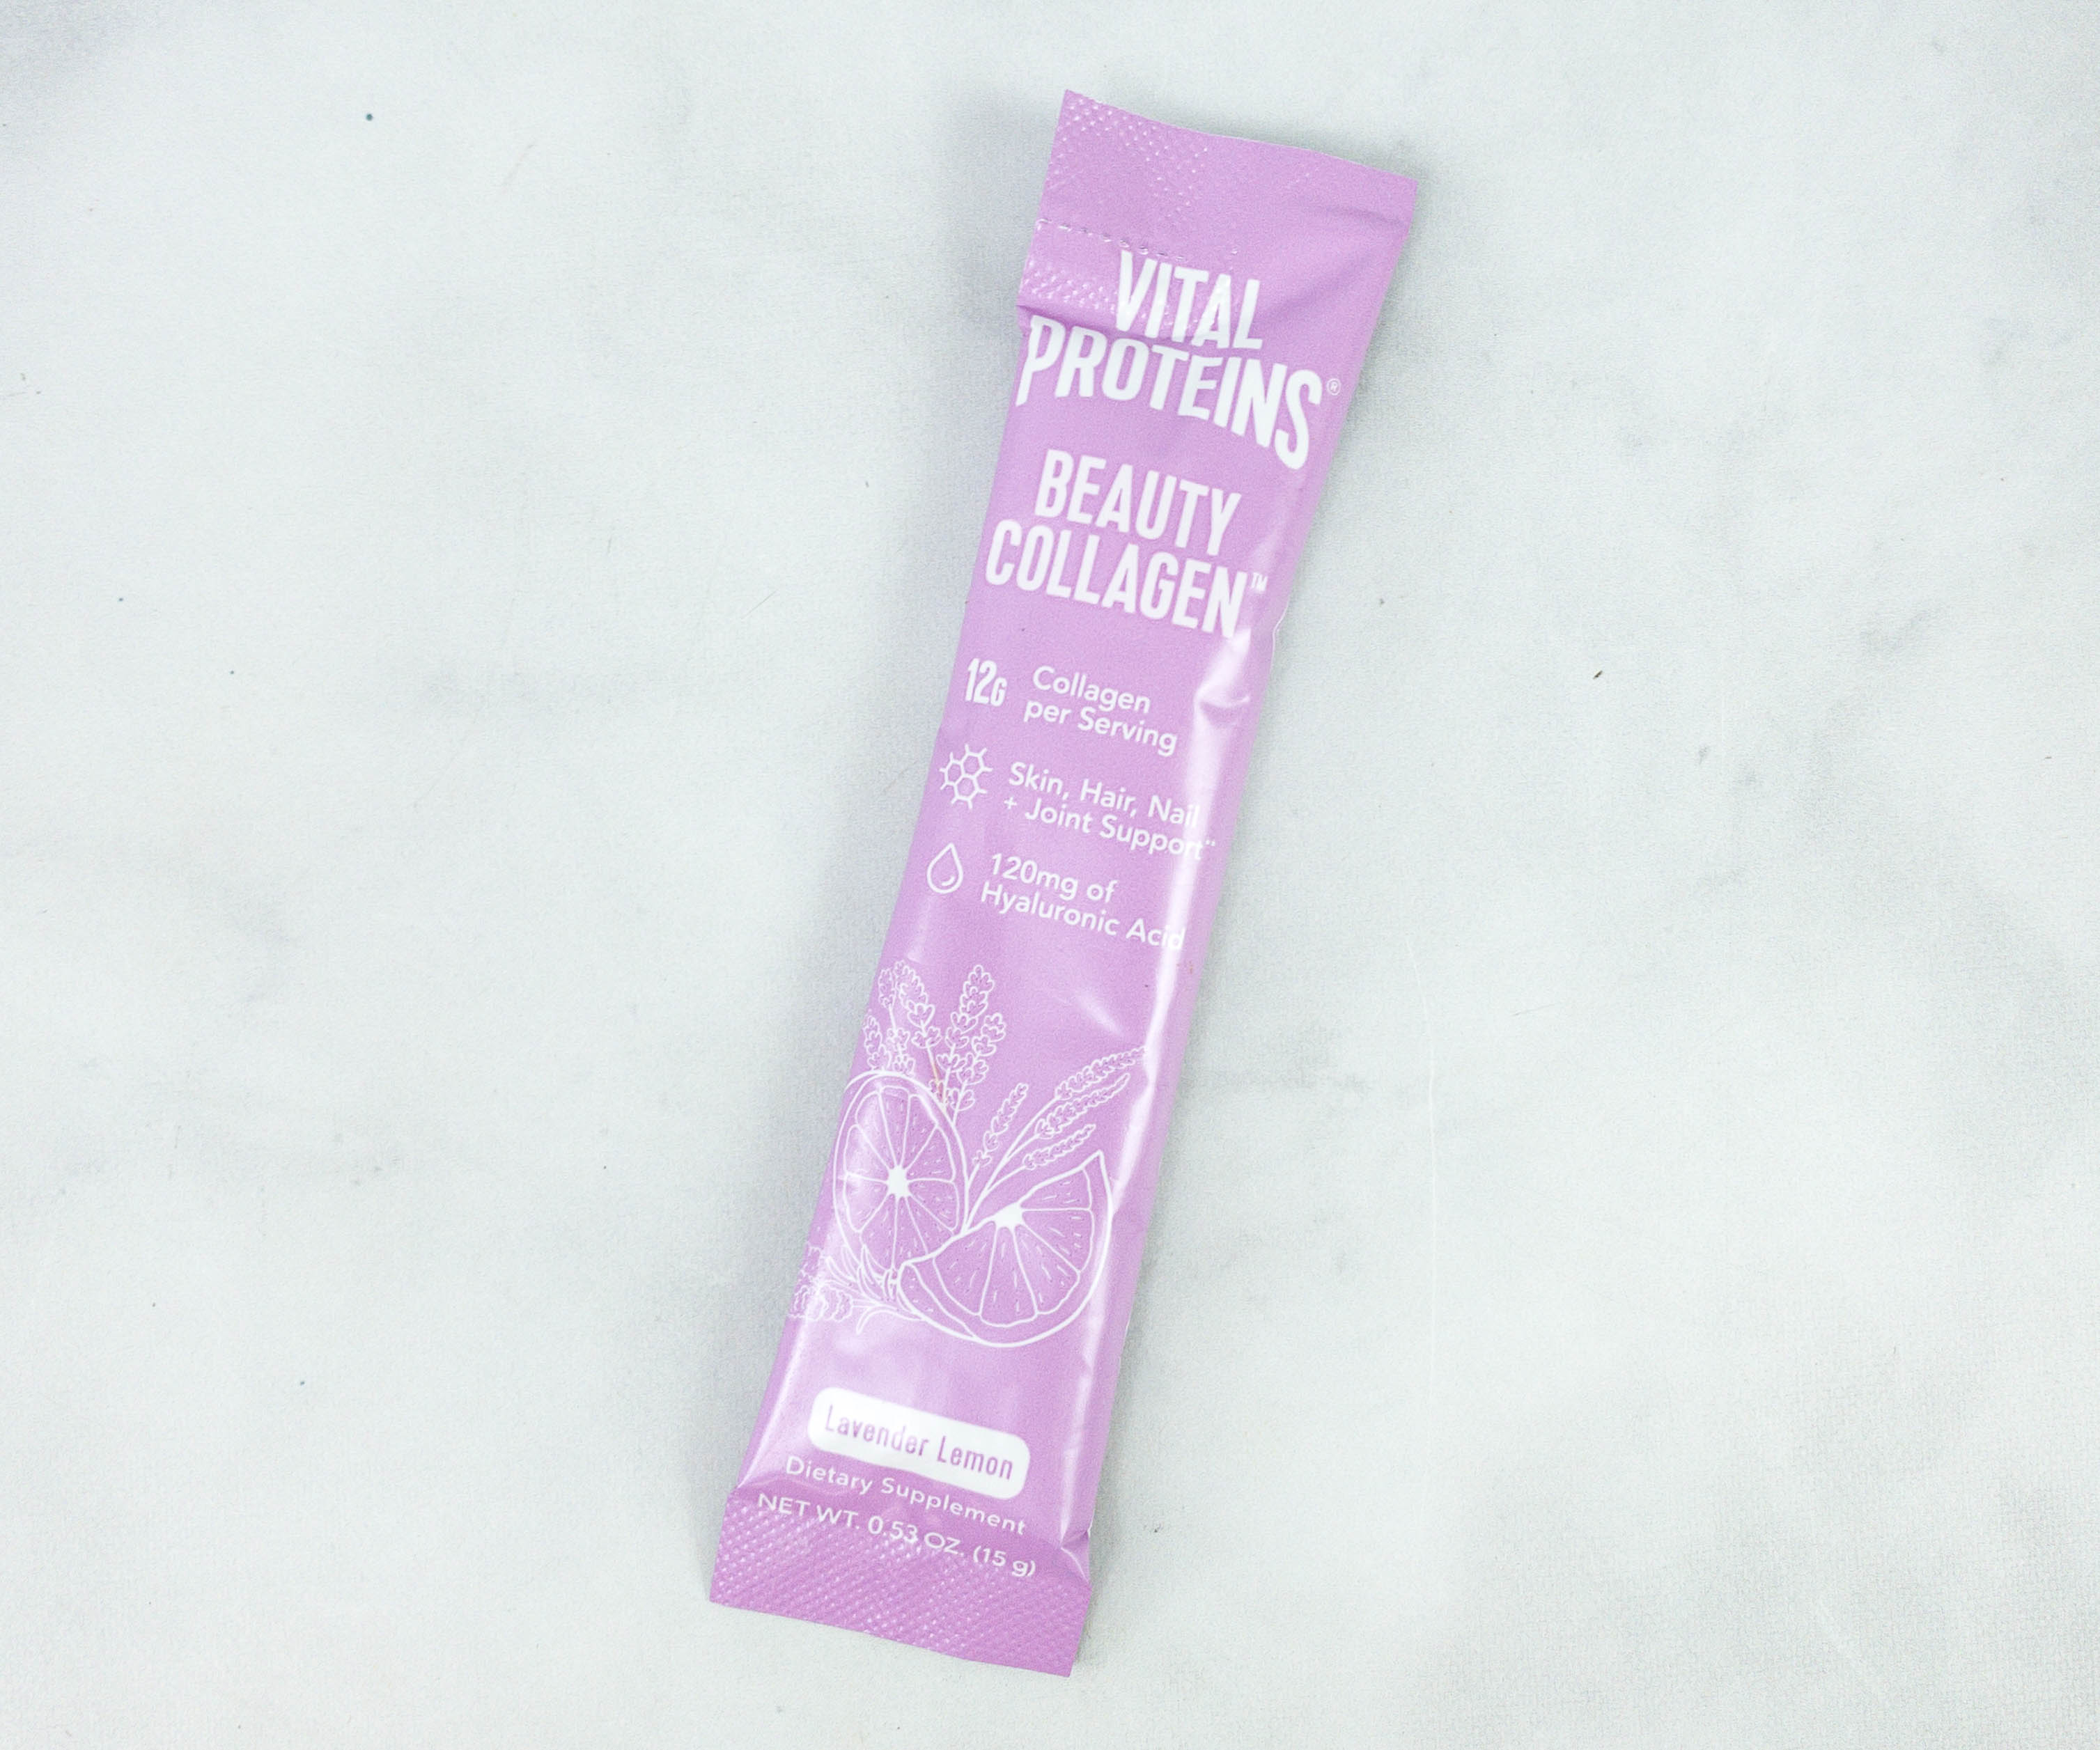 VITAL
PROTEINS®
BEAUTY
COLLAGEN™
12G Collagen
per Serving
Skin, Hair, Nail
+ Joint Support**
120mg of
Hyaluronic Acid
Lavender Lemon
Dietary Supplement
NET WT. 0.53 OZ. (15 g)